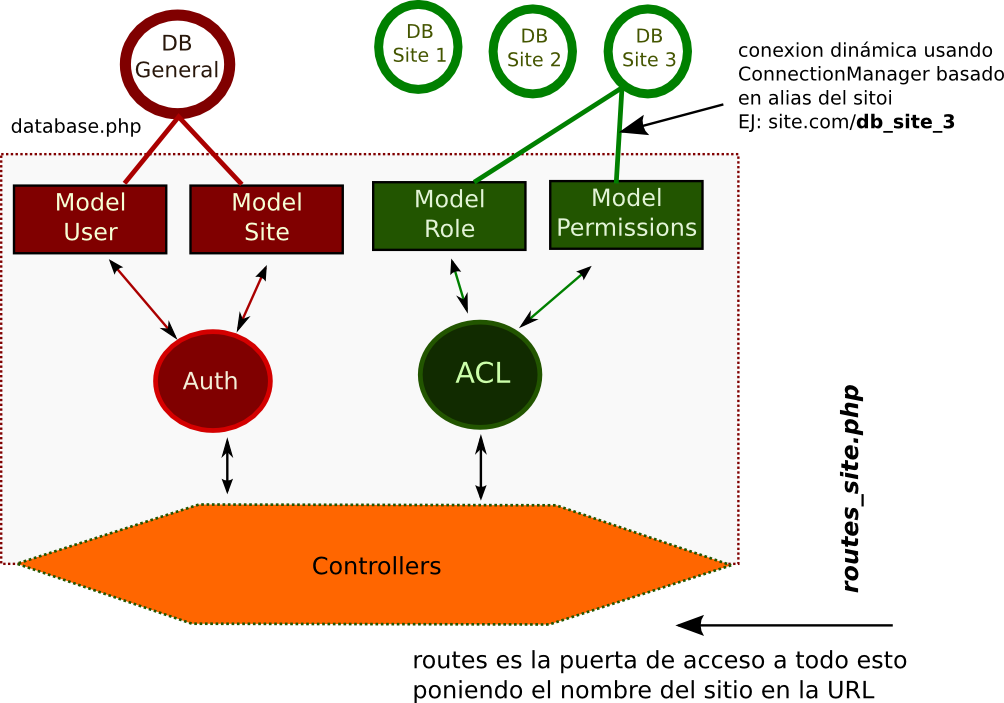 DB
General
DB
Site 1
DB
Site 2
DB
Site 3
conexion dinámica usando
ConnectionManager basado
en alias del sitoi
EJ: site.com/db_site_3
database.php
Model
User
Model
Site
Model
Role
Model
Permissions
Auth
ACL
routes_site.php
Controllers
routes es la puerta de acceso a todo esto
poniendo el nombre del sitio en la URL